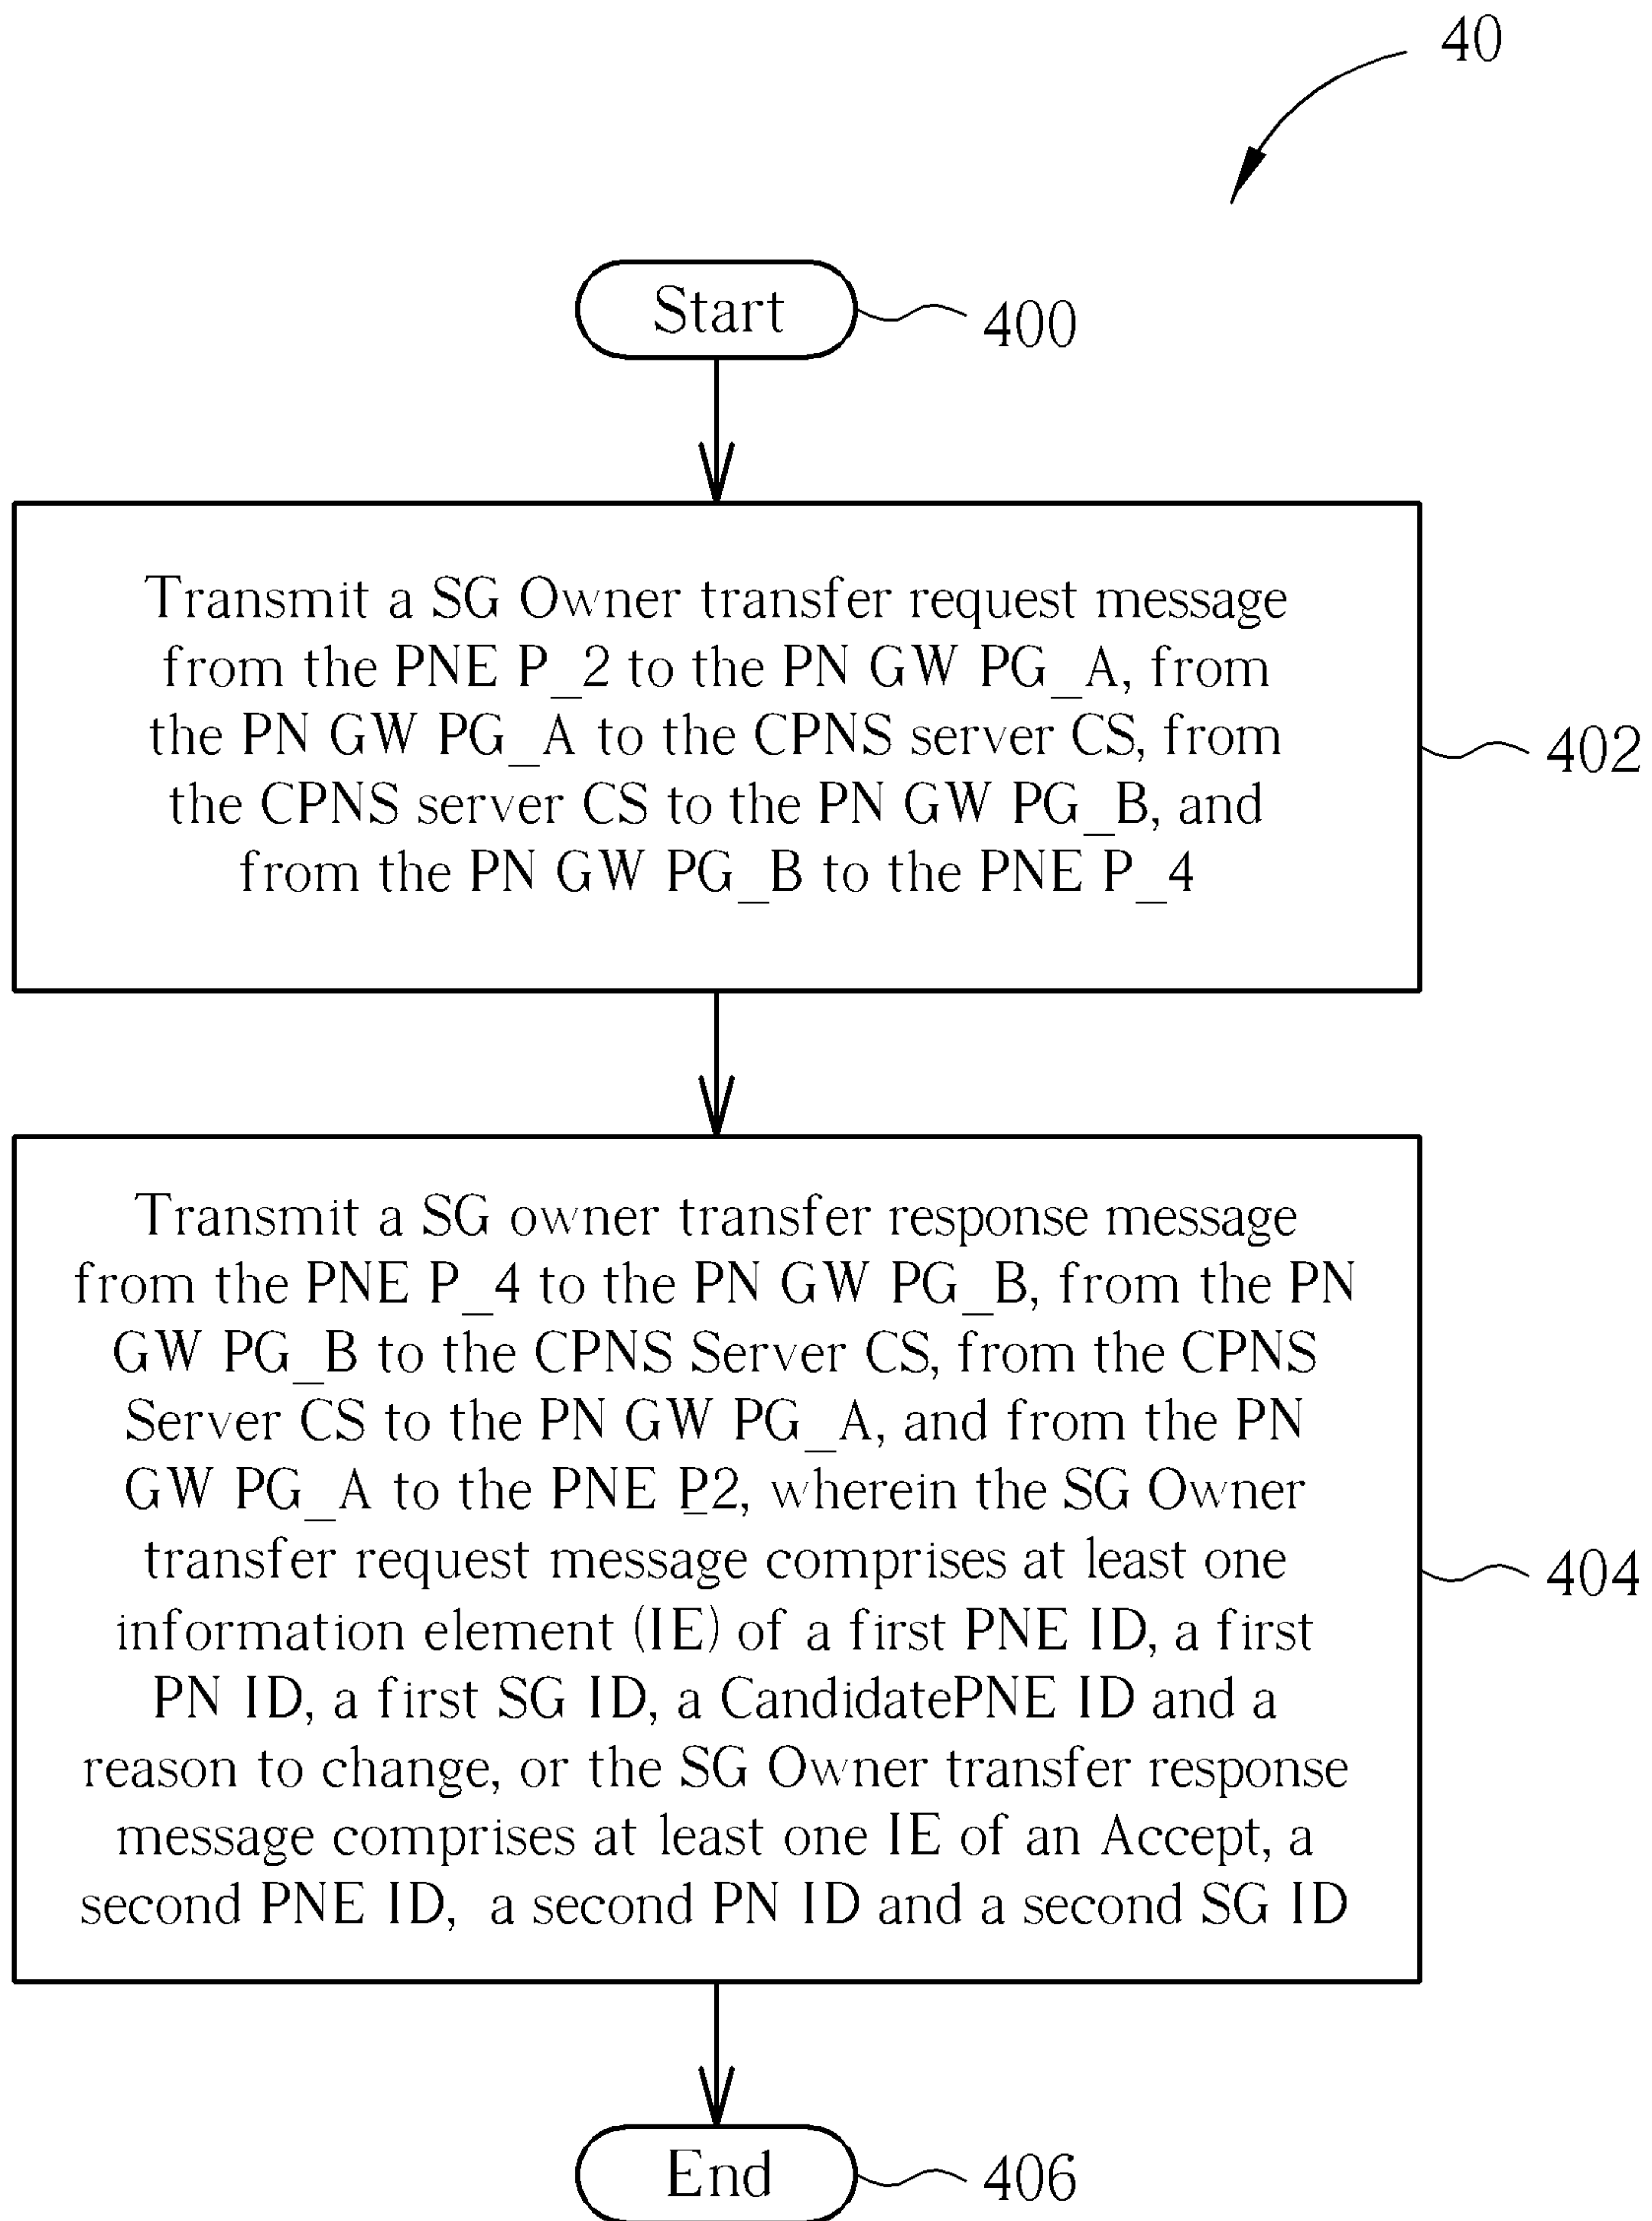 40
Start
400
Transmit a SG Owner transfer request message
from the PNE P_2 to the PN GW PG_A, from
the PN GW PG_A to the CPNS server CS, from
the CPNS server CS to the PN GW PG_B, and
from the PN GW PG_B to the PNE P_4
402
Transmit a SG owner transfer response message
from the PNE P_4 to the PN GW PG_B, from the PN
GW PG_B to the CPNS Server CS, from the CPNS
Server CS to the PN GW PG_A, and from the PN
GW PG_A to the PNE P_2, wherein the SG Owner
transfer request message comprises at least one
information element (IE) of a first PNE ID, a first
PN ID, a first SG ID, a CandidatePNE ID and a
reason to change, or the SG Owner transfer response
message comprises at least one IE of an Accept, a
second PNE ID, a second PN ID and a second SG ID
404
End
406